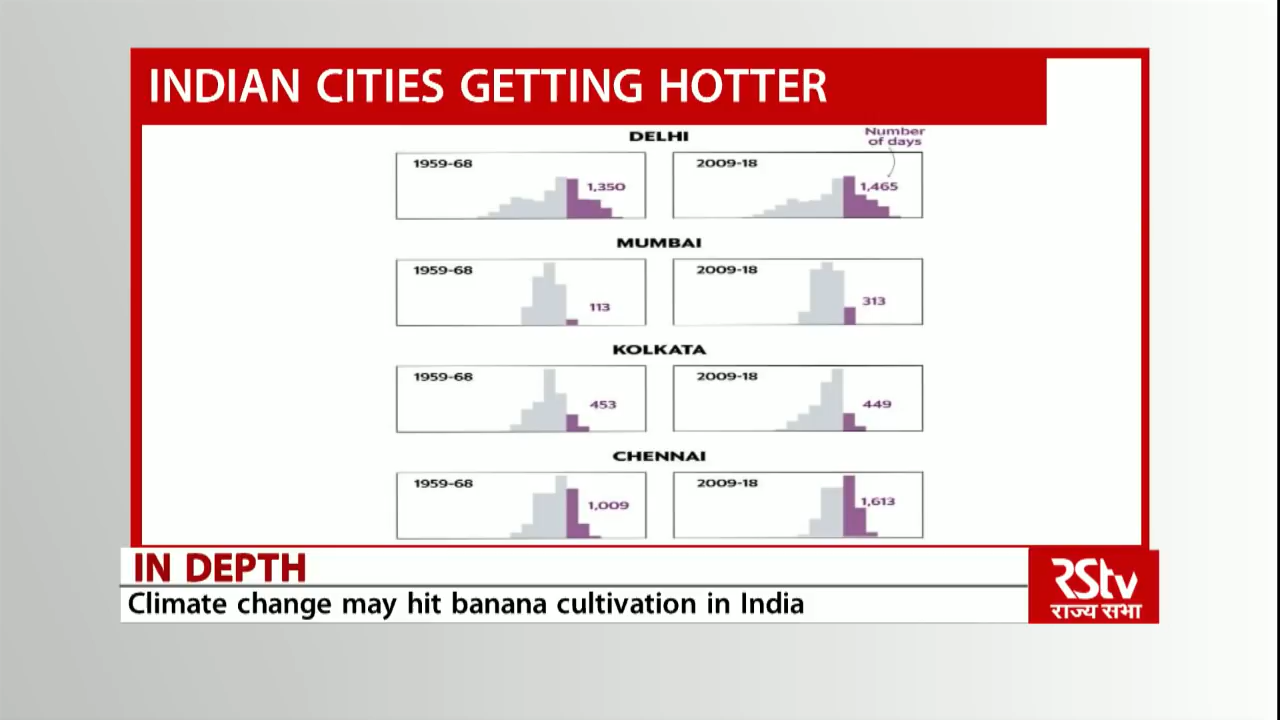 INDIAN CITIES GETTING HOTTER
DELHI
Number
of days
1959-68
1,350
2009-18
1,465
MUMBAI
1959-68
113
2009-18
313
KOLKATA
1959-68
453
2009-18
449
CHENNAI
1959-68
1,009
2009-18
1,613
IN DEPTH
Climate change may hit banana cultivation in India
RStv
राज्य सभा